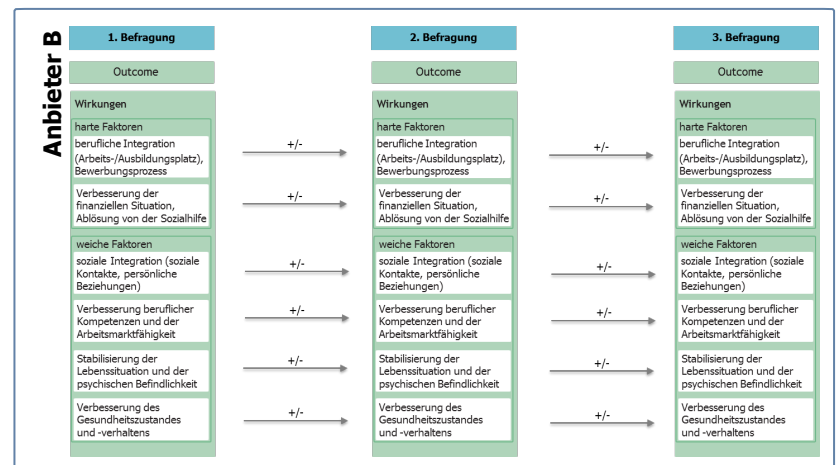 Anbieter B
1. Befragung
Outcome
Wirkungen
harte Faktoren
berufliche Integration
(Arbeits-/Ausbildungsplatz),
Bewerbungsprozess
Verbesserung der
finanziellen Situation,
Ablösung von der Sozialhilfe
weiche Faktoren
soziale Integration (soziale
Kontakte, persönliche
Beziehungen)
Verbesserung beruflicher
Kompetenzen und der
Arbeitsmarktfähigkeit
Stabilisierung der
Lebenssituation und der
psychischen Befindlichkeit
Verbesserung des
Gesundheitszustandes
und -verhaltens
+/-
+/-
+/-
+/-
+/-
+/-
2. Befragung
Outcome
Wirkungen
harte Faktoren
berufliche Integration
(Arbeits-/Ausbildungsplatz),
Bewerbungsprozess
Verbesserung der
finanziellen Situation,
Ablösung von der Sozialhilfe
weiche Faktoren
soziale Integration (soziale
Kontakte, persönliche
Beziehungen)
Verbesserung beruflicher
Kompetenzen und der
Arbeitsmarktfähigkeit
Stabilisierung der
Lebenssituation und der
psychischen Befindlichkeit
Verbesserung des
Gesundheitszustandes
und -verhaltens
+/-
+/-
+/-
+/-
+/-
+/-
3. Befragung
Outcome
Wirkungen
harte Faktoren
berufliche Integration
(Arbeits-/Ausbildungsplatz),
Bewerbungsprozess
Verbesserung der
finanziellen Situation,
Ablösung von der Sozialhilfe
weiche Faktoren
soziale Integration (soziale
Kontakte, persönliche
Beziehungen)
Verbesserung beruflicher
Kompetenzen und der
Arbeitsmarktfähigkeit
Stabilisierung der
Lebenssituation und der
psychischen Befindlichkeit
Verbesserung des
Gesundheitszustandes
und -verhaltens